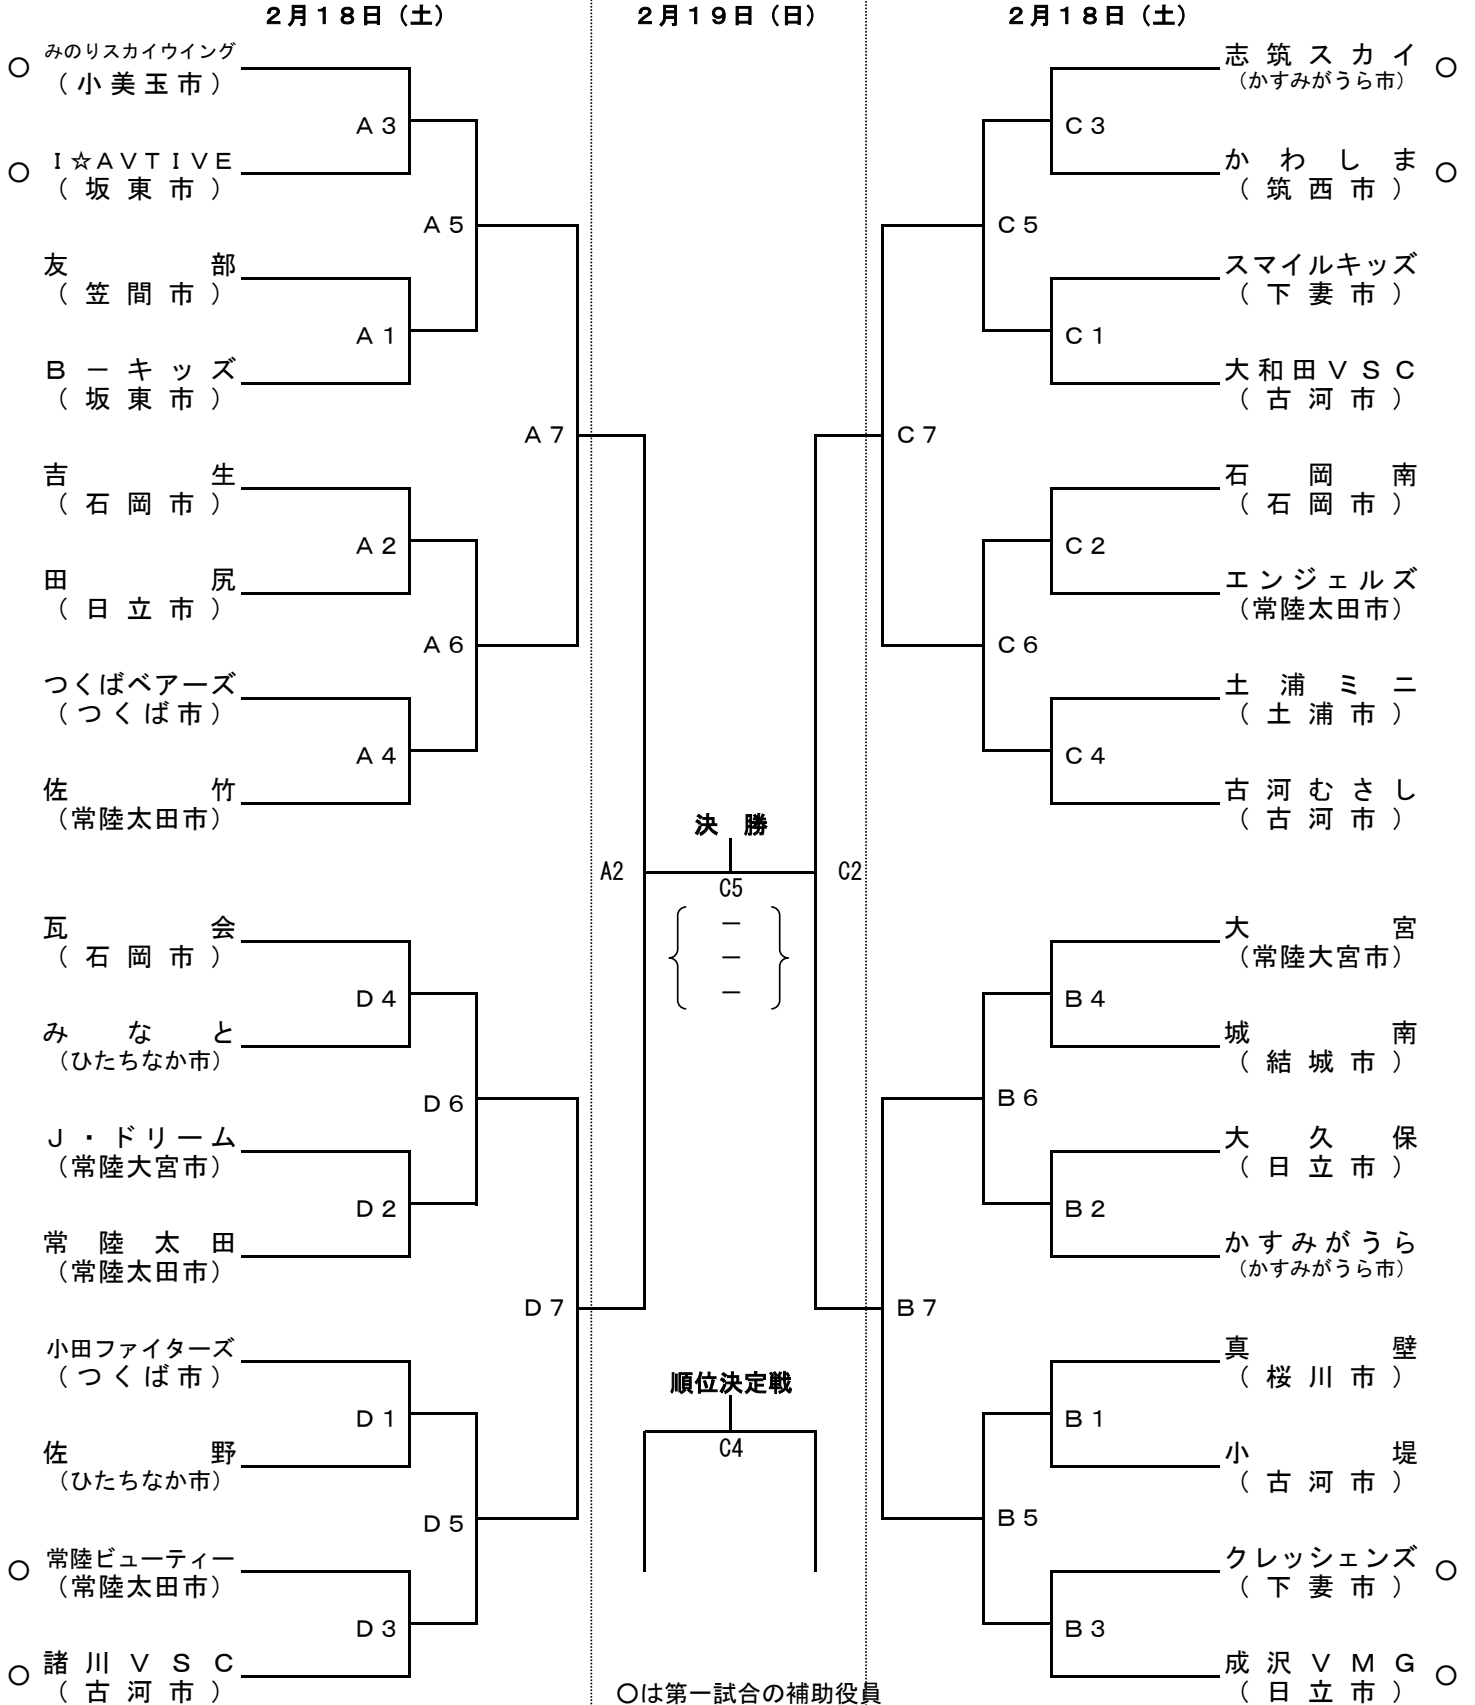 ２月１８日（土）
２月１９日（日）
２月１８日（土）
○ みのりスカイウイング
（小美玉市）
A3
○ Ｉ☆ＡＶＴＩＶＥ
（坂東市）
A5
友部
（笠間市）
A1
Ｂ－キッズ
（坂東市）
A7
吉生
（石岡市）
A2
田尻
（日立市）
A6
つくばベアーズ
（つくば市）
A4
佐竹
（常陸太田市）
瓦会
（石岡市）
D4
みなと
（ひたちなか市）
D6
Ｊ・ドリーム
（常陸大宮市）
D2
常陸太田
（常陸太田市）
D7
小田ファイターズ
（つくば市）
D1
佐野
（ひたちなか市）
D5
○ 常陸ビューティー
（常陸太田市）
D3
○ 諸川ＶＳＣ
（古河市）
決　勝
A2
C2
C5
｛ － ｝
－
－
順位決定戦
C4
○は第一試合の補助役員
志筑スカイ ○
（かすみがうら市）
C3
かわしま ○
（筑西市）
C5
スマイルキッズ
（下妻市）
C1
大和田ＶＳＣ
（古河市）
C7
石岡南
（石岡市）
C2
エンジェルズ
（常陸太田市）
C6
土浦ミニ
（土浦市）
C4
古河むさし
（古河市）
大宮
（常陸大宮市）
B4
城南
（結城市）
B6
大久保
（日立市）
B2
かすみがうら
（かすみがうら市）
B7
真壁
（桜川市）
B1
小堤
（古河市）
B5
クレッシェンズ ○
（下妻市）
B3
成沢ＶＭＧ ○
（日立市）